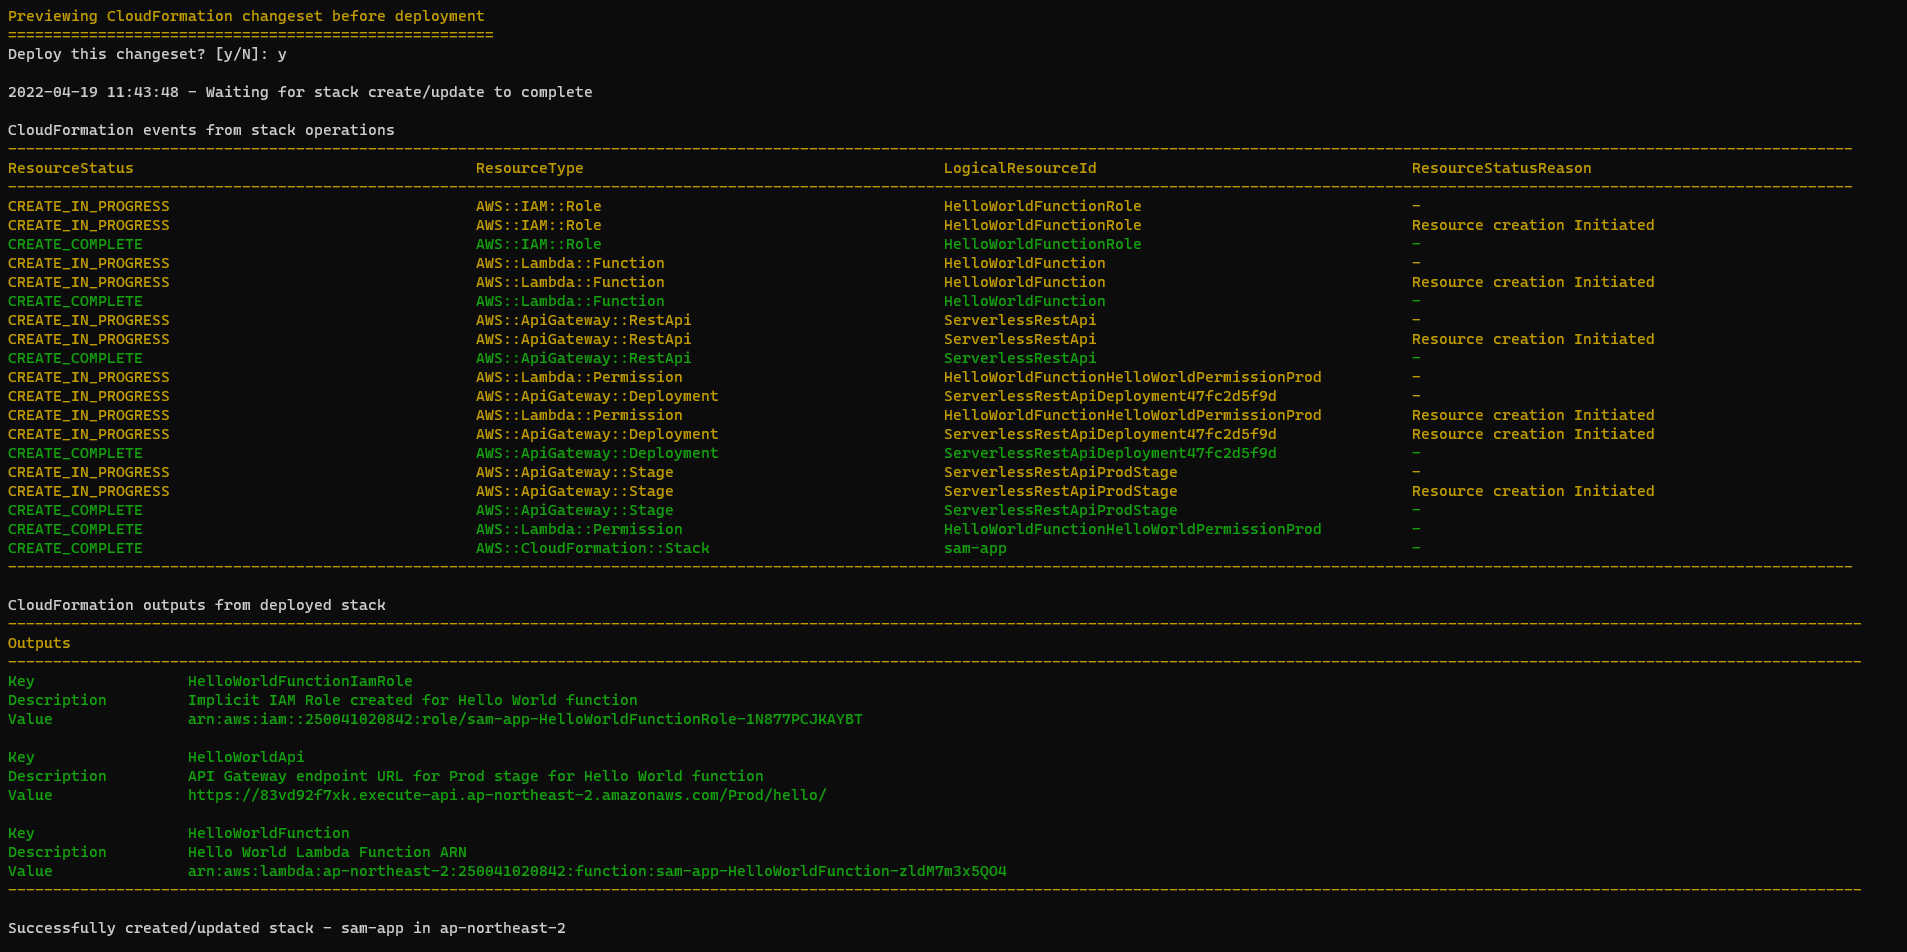 Previewing CloudFormation changeset before deployment
======================================================
Deploy this changeset? [y/N]: y
2022-04-19 11:43:48 - Waiting for stack create/update to complete
CloudFormation events from stack operations
ResourceStatus ResourceType LogicalResourceId ResourceStatusReason
CREATE_IN_PROGRESS AWS::IAM::Role HelloWorldFunctionRole -
CREATE_IN_PROGRESS AWS::IAM::Role HelloWorldFunctionRole Resource creation Initiated
CREATE_COMPLETE AWS::IAM::Role HelloWorldFunctionRole -
CREATE_IN_PROGRESS AWS::Lambda::Function HelloWorldFunction -
CREATE_IN_PROGRESS AWS::Lambda::Function HelloWorldFunction Resource creation Initiated
CREATE_COMPLETE AWS::Lambda::Function HelloWorldFunction -
CREATE_IN_PROGRESS AWS::ApiGateway::RestApi ServerlessRestApi -
CREATE_IN_PROGRESS AWS::ApiGateway::RestApi ServerlessRestApi Resource creation Initiated
CREATE_COMPLETE AWS::ApiGateway::RestApi ServerlessRestApi -
CREATE_IN_PROGRESS AWS::Lambda::Permission HelloWorldFunctionHelloWorldPermissionProd -
CREATE_IN_PROGRESS AWS::ApiGateway::Deployment ServerlessRestApiDeployment47fc2d5f9d -
CREATE_IN_PROGRESS AWS::Lambda::Permission HelloWorldFunctionHelloWorldPermissionProd Resource creation Initiated
CREATE_IN_PROGRESS AWS::ApiGateway::Deployment ServerlessRestApiDeployment47fc2d5f9d Resource creation Initiated
CREATE_COMPLETE AWS::ApiGateway::Deployment ServerlessRestApiDeployment47fc2d5f9d -
CREATE_IN_PROGRESS AWS::ApiGateway::Stage ServerlessRestApiProdStage -
CREATE_IN_PROGRESS AWS::ApiGateway::Stage ServerlessRestApiProdStage Resource creation Initiated
CREATE_COMPLETE AWS::ApiGateway::Stage ServerlessRestApiProdStage -
CREATE_COMPLETE AWS::Lambda::Permission HelloWorldFunctionHelloWorldPermissionProd -
CREATE_COMPLETE AWS::CloudFormation::Stack sam-app -
CloudFormation outputs from deployed stack
Outputs
Key HelloWorldFunctionIamRole
Description Implicit IAM Role created for Hello World function
Value arn:aws:iam::250041020842:role/sam-app-HelloWorldFunctionRole-1N877PCJKAYBT
Key HelloWorldApi
Description API Gateway endpoint URL for Prod stage for Hello World function
Value https://83vd92f7xk.execute-api.ap-northeast-2.amazonaws.com/Prod/hello/
Key HelloWorldFunction
Description Hello World Lambda Function ARN
Value arn:aws:lambda:ap-northeast-2:250041020842:function:sam-app-HelloWorldFunction-zldM7m3x5QO4
Successfully created/updated stack - sam-app in ap-northeast-2